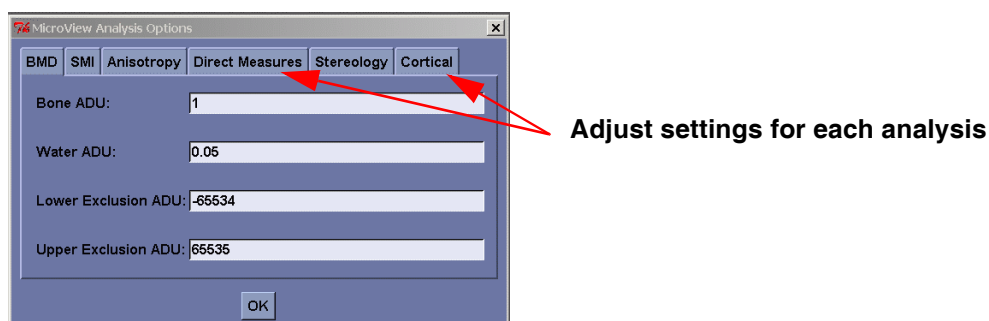 MicroView Analysis Options
BMD SMI Anisotropy Direct Measures Stereology Cortical
Bone ADU: 1
Water ADU: 0.05
Lower Exclusion ADU: -65534
Upper Exclusion ADU: 65535
OK
Adjust settings for each analysis